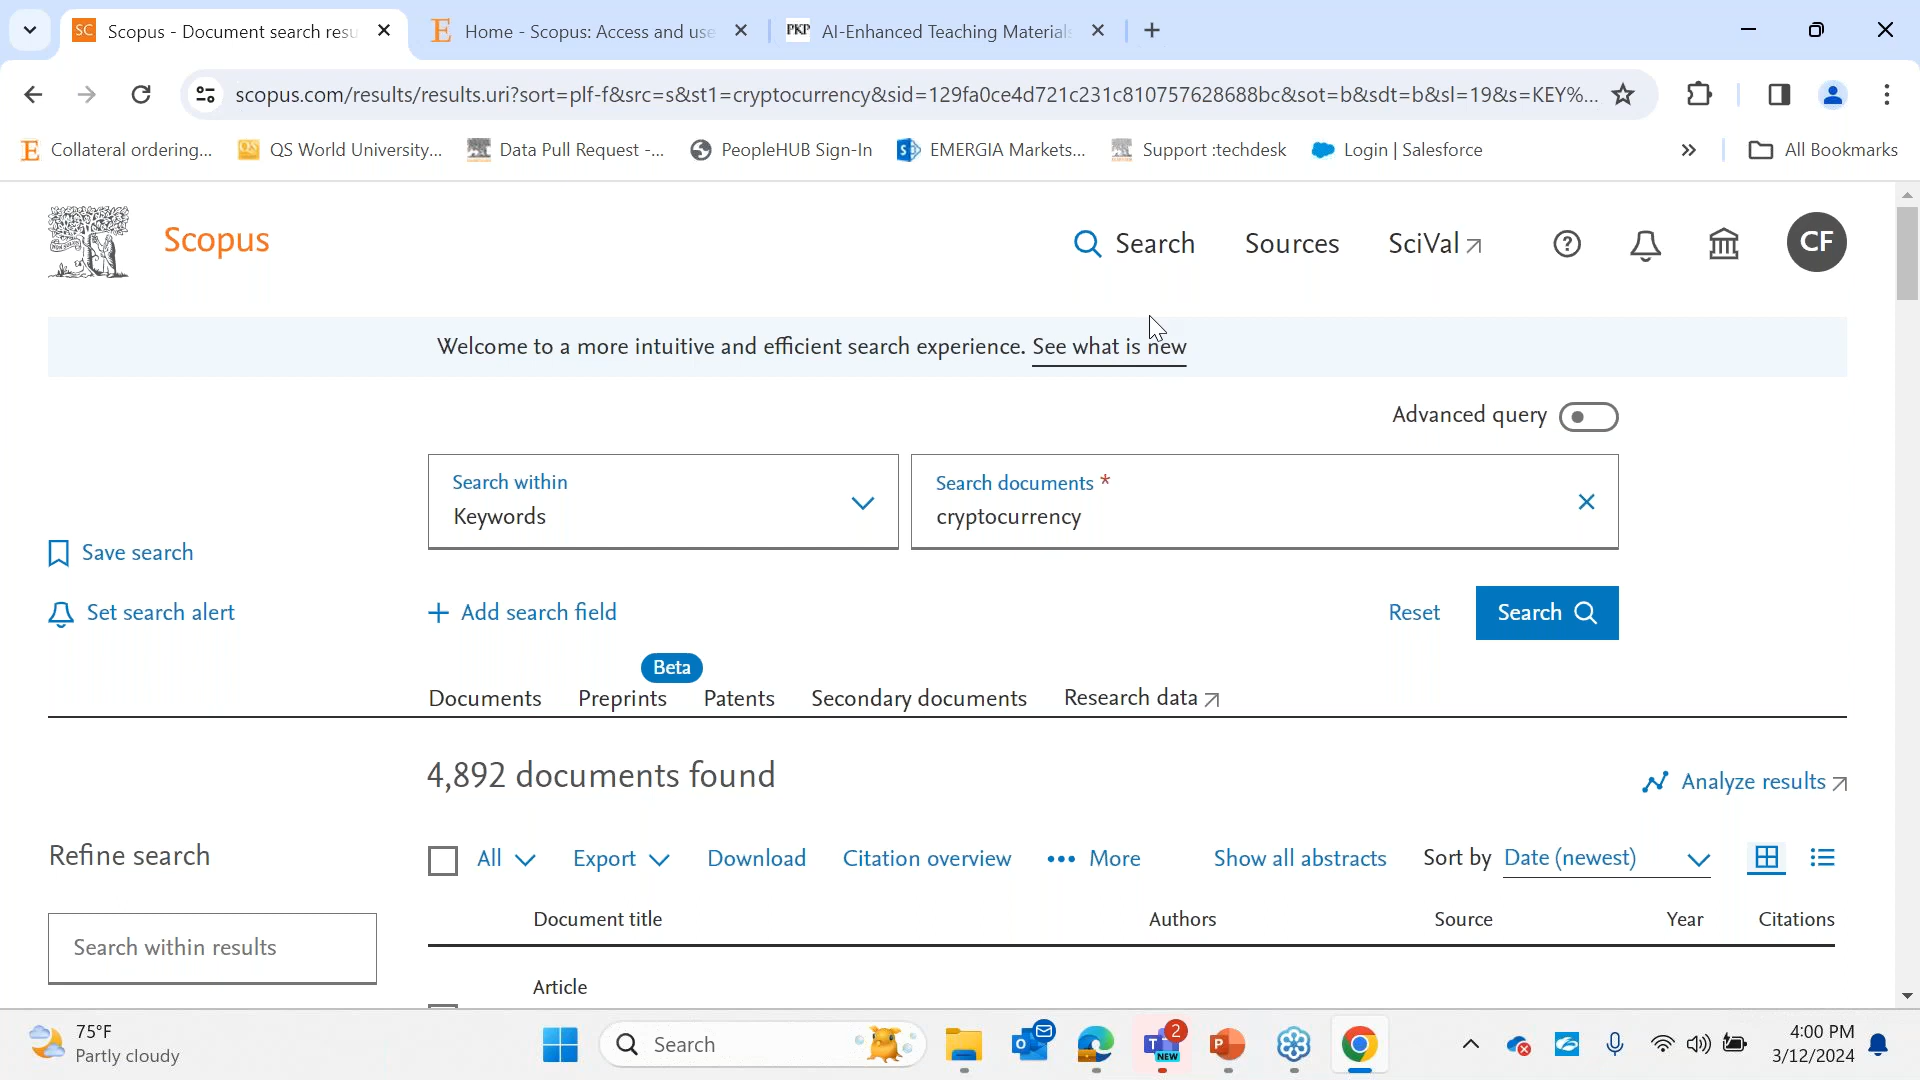 SC Scopus - Document search resu
Home - Scopus: Access and use
PKP AI-Enhanced Teaching Materials
scopus.com/results/results.uri?sort=plf-f&src=s&st1=cryptocurrency&sid=129fa0ce4d721c231c810757628688bc&sot=b&sdt=b&sl=19&s=KEY%...
Collateral ordering...
QS World University...
Data Pull Request -...
PeopleHUB Sign-In
EMERGIA Markets...
Support :techdesk
Login | Salesforce
All Bookmarks
Scopus
Search
Sources
SciVal
CF
Welcome to a more intuitive and efficient search experience. See what is new
Advanced query
Search within
Keywords
Search documents *
cryptocurrency
Save search
Set search alert
Add search field
Reset
Search
Beta
Documents
Preprints
Patents
Secondary documents
Research data
4,892 documents found
Analyze results
Refine search
All
Export
Download
Citation overview
More
Show all abstracts
Sort by Date (newest)
Document title
Authors
Source
Year
Citations
Search within results
Article
75°F
Partly cloudy
Search
2
NEW
4:00 PM
3/12/2024